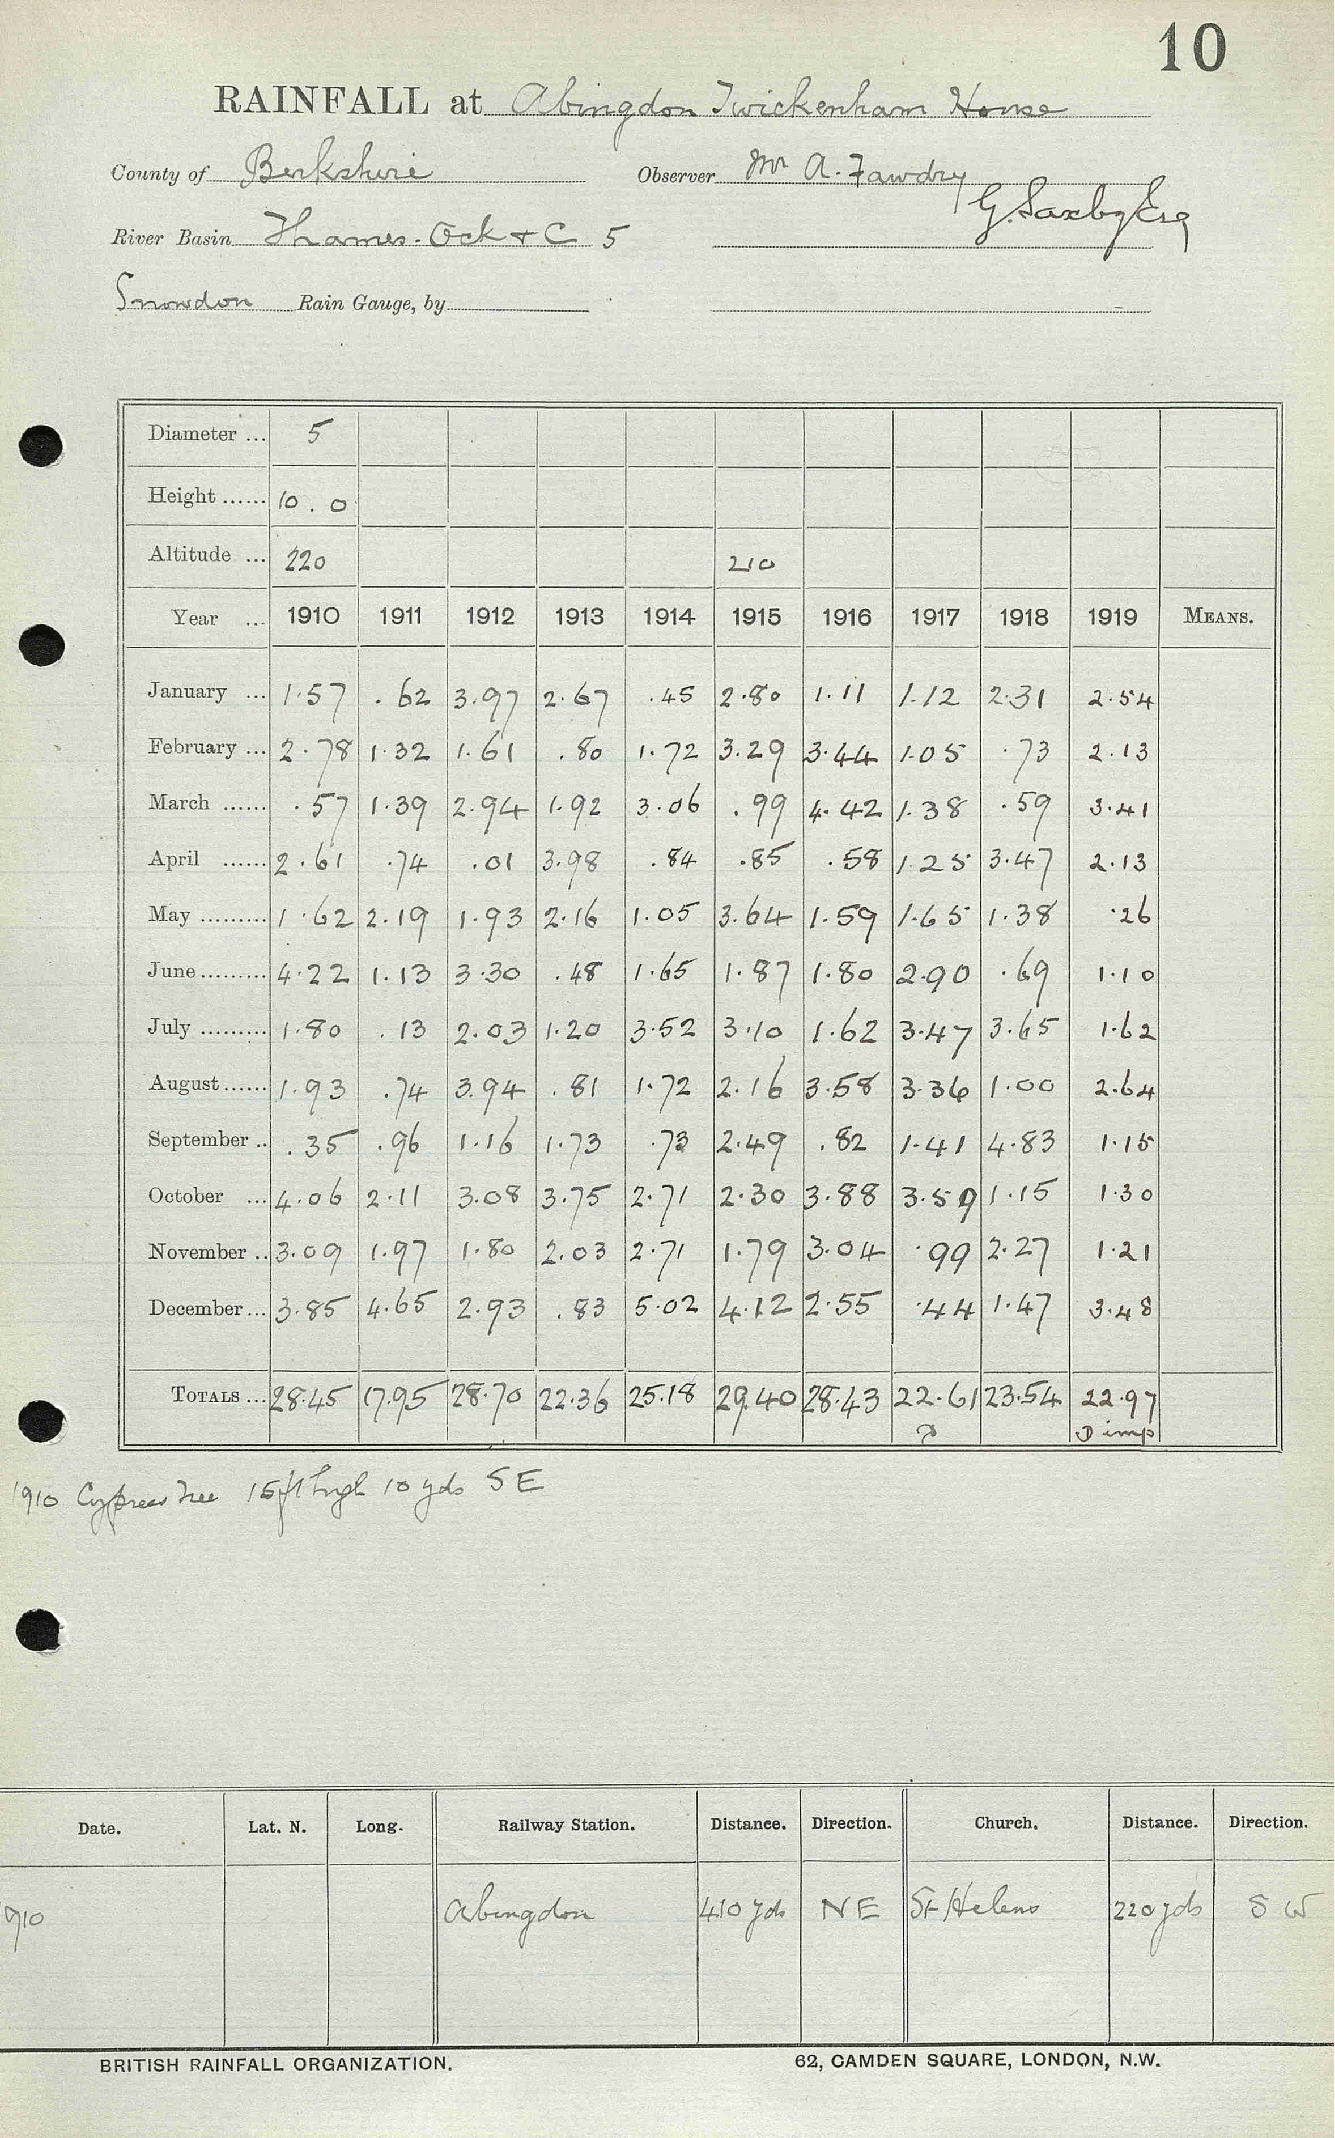 10
RAINFALL at Abingdon Twickenham House
County of Berkshire Observer Mr A. Fawdry
G. Saxby Esq
River Basin Thames. Ock + C 5
Snowdon Rain Gauge, by
Diameter ... 5
Height ...... 10 . 0
Altitude ... 220 210
Year ... 1910 1911 1912 1913 1914 1915 1916 1917 1918 1919 MEANS.
January ... 1.57 .62 3.97 2.67 .45 2.80 1.11 1.12 2.31 2.54
February ... 2.78 1.32 1.61 .80 1.72 3.29 3.44 1.05 .73 2.13
March ...... .57 1.39 2.94 1.92 3.06 .99 4.42 1.38 .59 3.41
April ...... 2.61 .74 .01 3.98 .84 .85 .58 1.25 3.47 2.13
May ......... 1.62 2.19 1.93 2.16 1.05 3.64 1.59 1.65 1.38 .26
June ......... 4.22 1.13 3.30 .48 1.65 1.87 1.80 2.90 .69 1.10
July ......... 1.80 .13 2.03 1.20 3.52 3.10 1.62 3.47 3.65 1.62
August ...... 1.93 .74 3.94 .81 1.72 2.16 3.58 3.36 1.00 2.64
September .. .35 .96 1.16 1.73 .73 2.49 .82 1.41 4.83 1.15
October ... 4.06 2.11 3.08 3.75 2.71 2.30 3.88 3.59 1.15 1.30
November .. 3.09 1.97 1.80 2.03 2.71 1.79 3.04 .99 2.27 1.21
December ... 3.85 4.65 2.93 .83 5.02 4.12 2.55 .44 1.47 3.48
TOTALS ... 28.45 17.95 28.70 22.36 25.18 29.40 28.43 22.61 23.54 22.97
imp
1910 Cypress Tree 15ft high 10 yds SE
Date. Lat. N. Long. Railway Station. Distance. Direction. Church. Distance. Direction.
910 Abingdon 410 yds NE St Helens 220 yds SW
BRITISH RAINFALL ORGANIZATION. 62, CAMDEN SQUARE, LONDON, N.W.